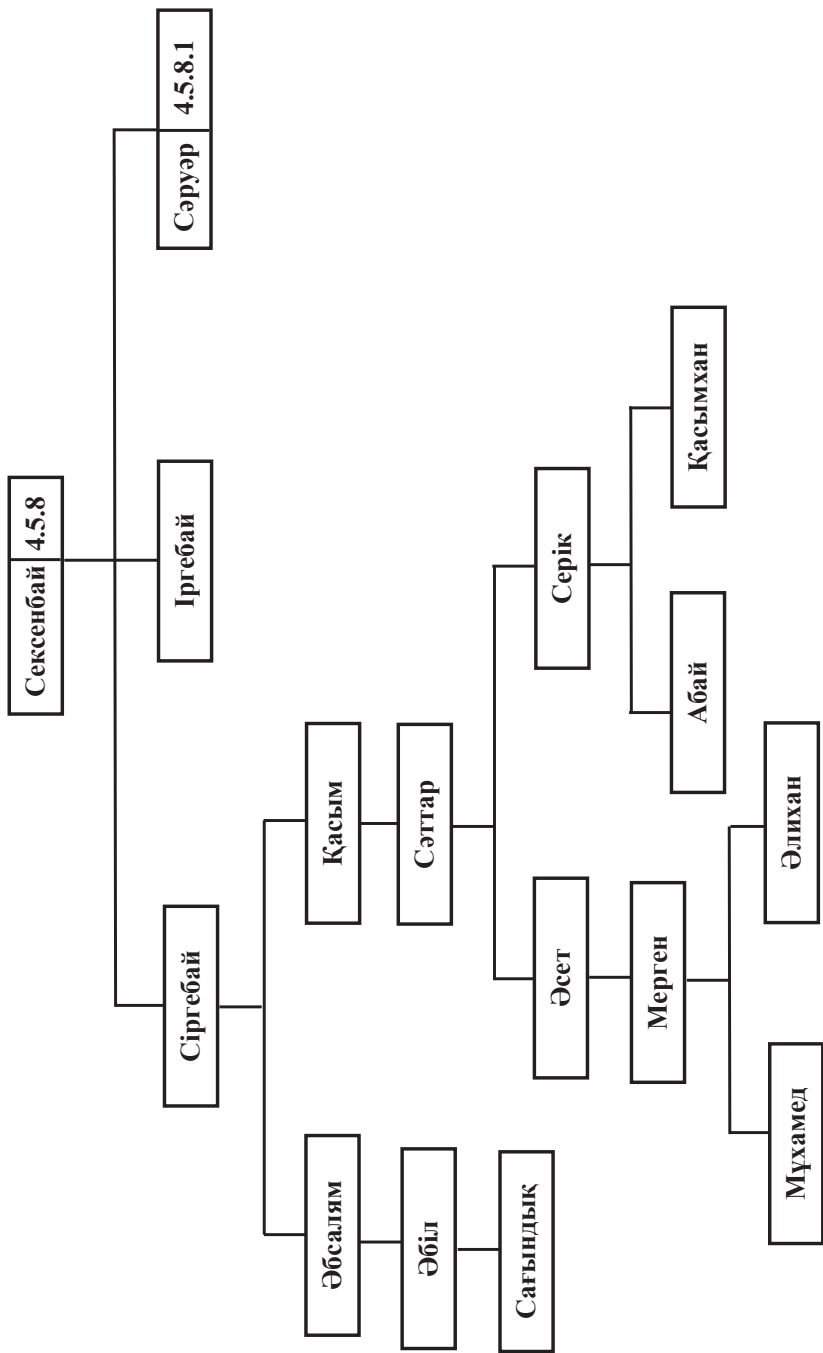 Сексенбай 4.5.8
Сіргебай
Іргебай
Сәруәр 4.5.8.1
Әбсалям
Қасым
Әбіл
Сәттар
Сағындық
Әсет
Серік
Мерген
Абай
Қасымхан
Мұхамед
Әлихан